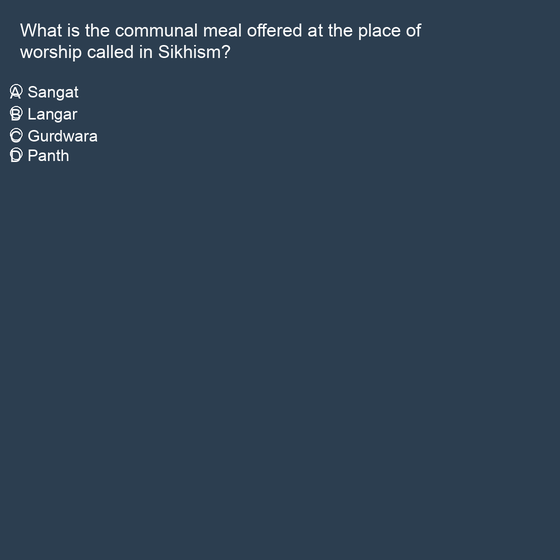 What is the communal meal offered at the place of
worship called in Sikhism?
A Sangat
B Langar
C Gurdwara
D Panth